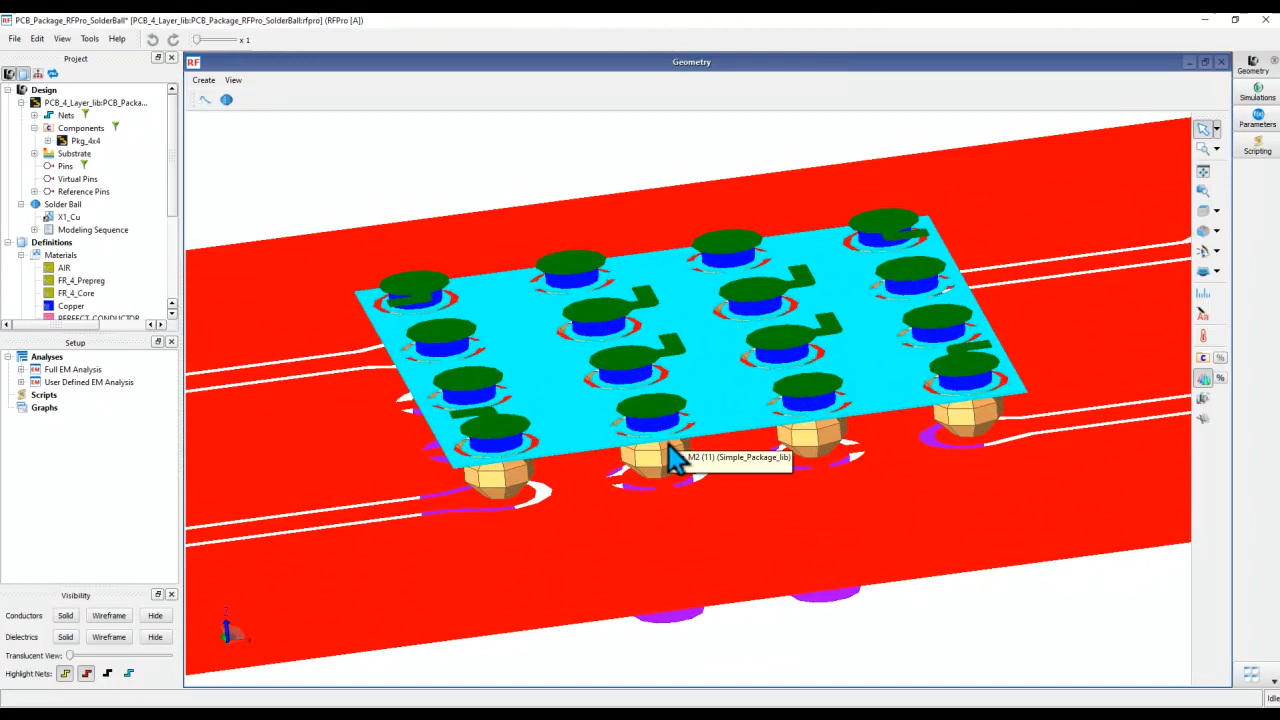 PCB_Package_RFPro_SolderBall* [PCB_4_Layer_lib:PCB_Package_RFPro_SolderBall:rfpro] (RFPro [A])
File Edit View Tools Help x 1
Project
Design
PCB_4_Layer_lib:PCB_Packa...
Nets
Components
Pkg_4x4
Substrate
Pins
Virtual Pins
Reference Pins
Solder Ball
X1_Cu
Modeling Sequence
Definitions
Materials
AIR
FR_4_Prepreg
FR_4_Core
Copper
PERFECT_CONDUCTOR
Setup
Analyses
Full EM Analysis
User Defined EM Analysis
Scripts
Graphs
Visibility
Conductors Solid Wireframe Hide
Dielectrics Solid Wireframe Hide
Translucent View:
Highlight Nets:
RF Geometry
Create View
M2 (11) (Simple_Package_lib)
Z
Geometry
Simulations
Parameters
Scripting
Idle